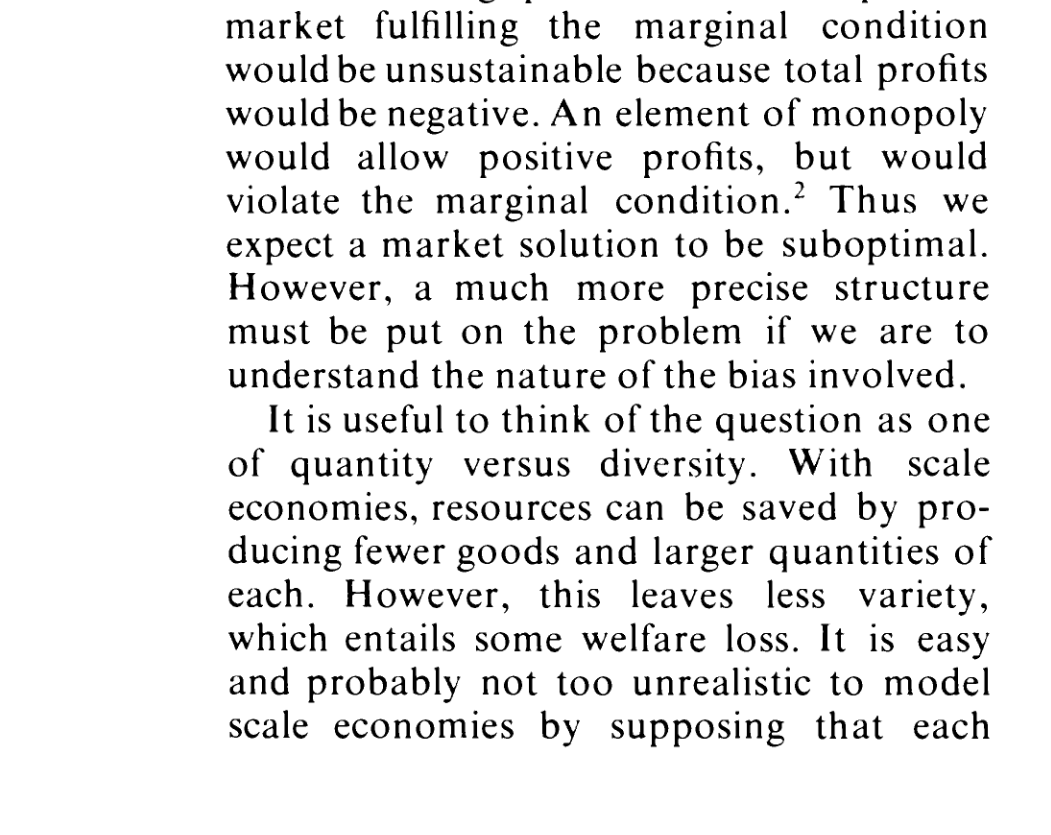 market fulfilling the marginal condition
would be unsustainable because total profits
would be negative. An element of monopoly
would allow positive profits, but would
violate the marginal condition.² Thus we
expect a market solution to be suboptimal.
However, a much more precise structure
must be put on the problem if we are to
understand the nature of the bias involved.
It is useful to think of the question as one
of quantity versus diversity. With scale
economies, resources can be saved by pro-
ducing fewer goods and larger quantities of
each. However, this leaves less variety,
which entails some welfare loss. It is easy
and probably not too unrealistic to model
scale economies by supposing that each